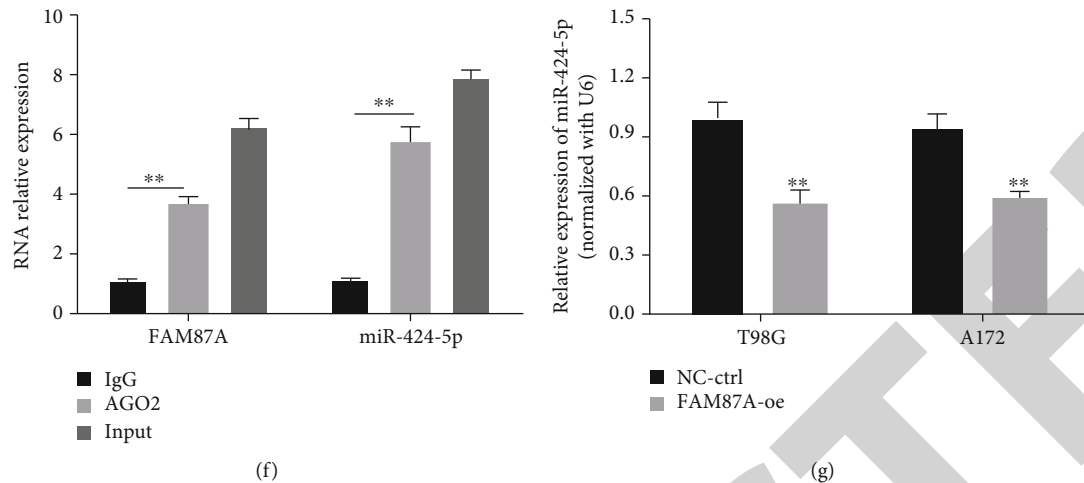 10
8
6
4
2
0
RNA relative expression
**
**
FAM87A
miR-424-5p
IgG
AGO2
Input
(f)
1.5
1.2
0.9
0.6
0.3
0.0
Relative expression of miR-424-5p
(normalized with U6)
**
**
T98G
A172
NC-ctrl
FAM87A-oe
(g)